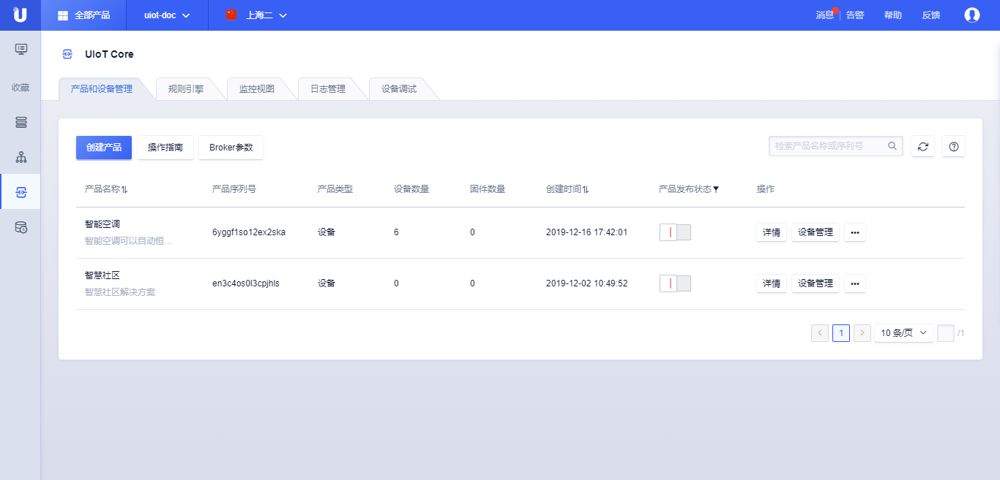 全部产品 uiot-doc 上海二 消息 告警 帮助 反馈
UIoT Core
收藏
产品和设备管理 规则引擎 监控视图 日志管理 设备调试
创建产品 操作指南 Broker参数 检索产品名称或序列号
产品名称 产品序列号 产品类型 设备数量 固件数量 创建时间 产品发布状态 操作
智能空调
智能空调可以自动恒...
6yggf1so12ex2ska 设备 6 0 2019-12-16 17:42:01 详情 设备管理 •••
智慧社区
智慧社区解决方案
en3c4os0l3cpjhls 设备 0 0 2019-12-02 10:49:52 详情 设备管理 •••
< 1 > 10 条/页 /1